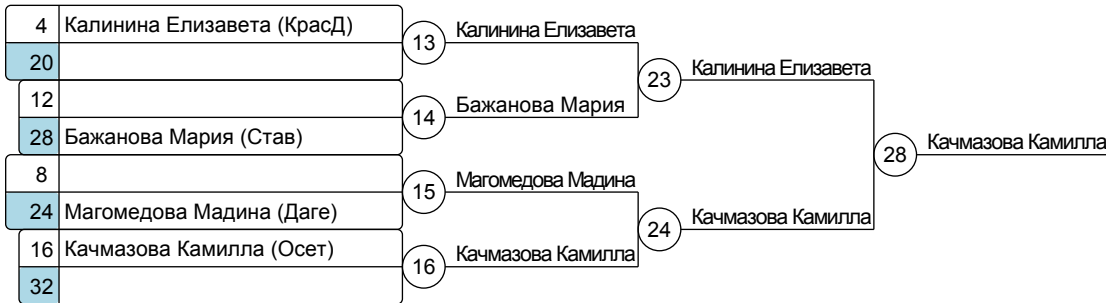 4 Калинина Елизавета (КрасД)
20
13 Калинина Елизавета
12
28 Бажанова Мария (Став)
14 Бажанова Мария
23 Калинина Елизавета
8
24 Магомедова Мадина (Даге)
15 Магомедова Мадина
16 Качмазова Камилла (Осет)
32
16 Качмазова Камилла
24 Качмазова Камилла
28 Качмазова Камилла